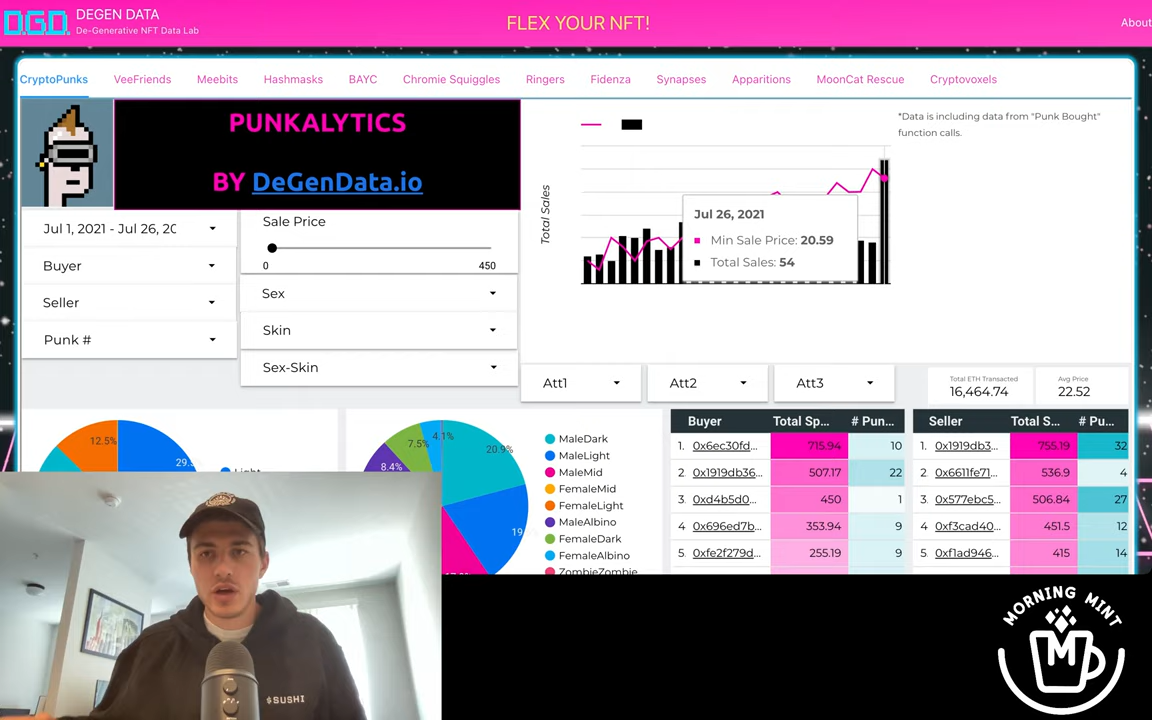 D.G.D.
DEGEN DATA
De-Generative NFT Data Lab
FLEX YOUR NFT!
About
CryptoPunks
VeeFriends
Meebits
Hashmasks
BAYC
Chromie Squiggles
Ringers
Fidenza
Synapses
Apparitions
MoonCat Rescue
Cryptovoxels
PUNKALYTICS
BY DeGenData.io
Jul 1, 2021 - Jul 26, 20
Buyer
Seller
Punk #
Sale Price
0
450
Sex
Skin
Sex-Skin
Total Sales
Jul 26, 2021
Min Sale Price: 20.59
Total Sales: 54
*Data is including data from "Punk Bought"
function calls.
Att1
Att2
Att3
Total ETH Transacted
16,464.74
Avg Price
22.52
12.5%
29.
Light
4.1%
7.5%
8.4%
20.9%
19
MaleDark
MaleLight
MaleMid
FemaleMid
FemaleLight
MaleAlbino
FemaleDark
FemaleAlbino
ZombieZombie
Buyer Total Sp... # Pun...
1. 0x6ec30fd... 715.94 10
2 0x1919db36... 507.17 22
3. 0xd4b5d0... 450 1
4 0x696ed7b... 353.94 9
5. 0xfe2f279d... 255.19 9
Seller Total S... # Pu...
1. 0x1919db3... 755.19 32
2. 0x6611fe71... 536.9 4
3. 0x577ebc5... 506.84 27
4. 0xf3cad40... 451.5 12
5. 0xf1ad946... 415 14
$SUSHI
MORNING MINT
M